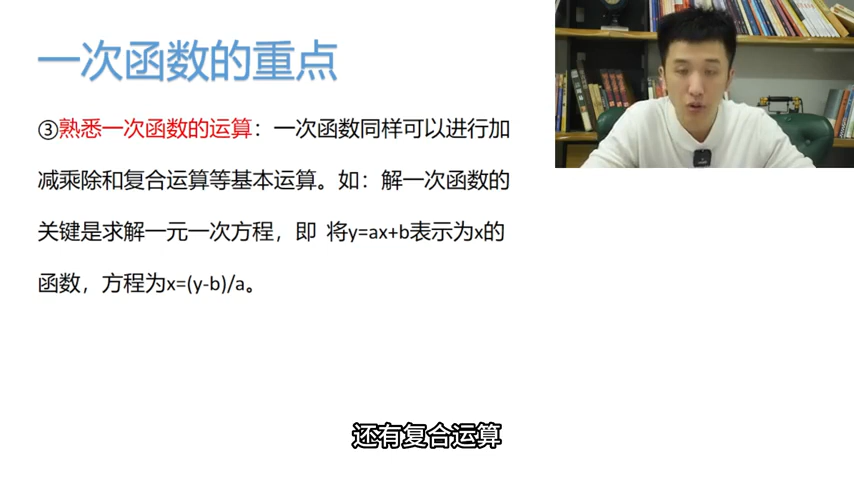 一次函数的重点
③熟悉一次函数的运算：一次函数同样可以进行加
减乘除和复合运算等基本运算。如：解一次函数的
关键是求解一元一次方程，即 将y=ax+b表示为x的
函数，方程为x=(y-b)/a。
还有复合运算